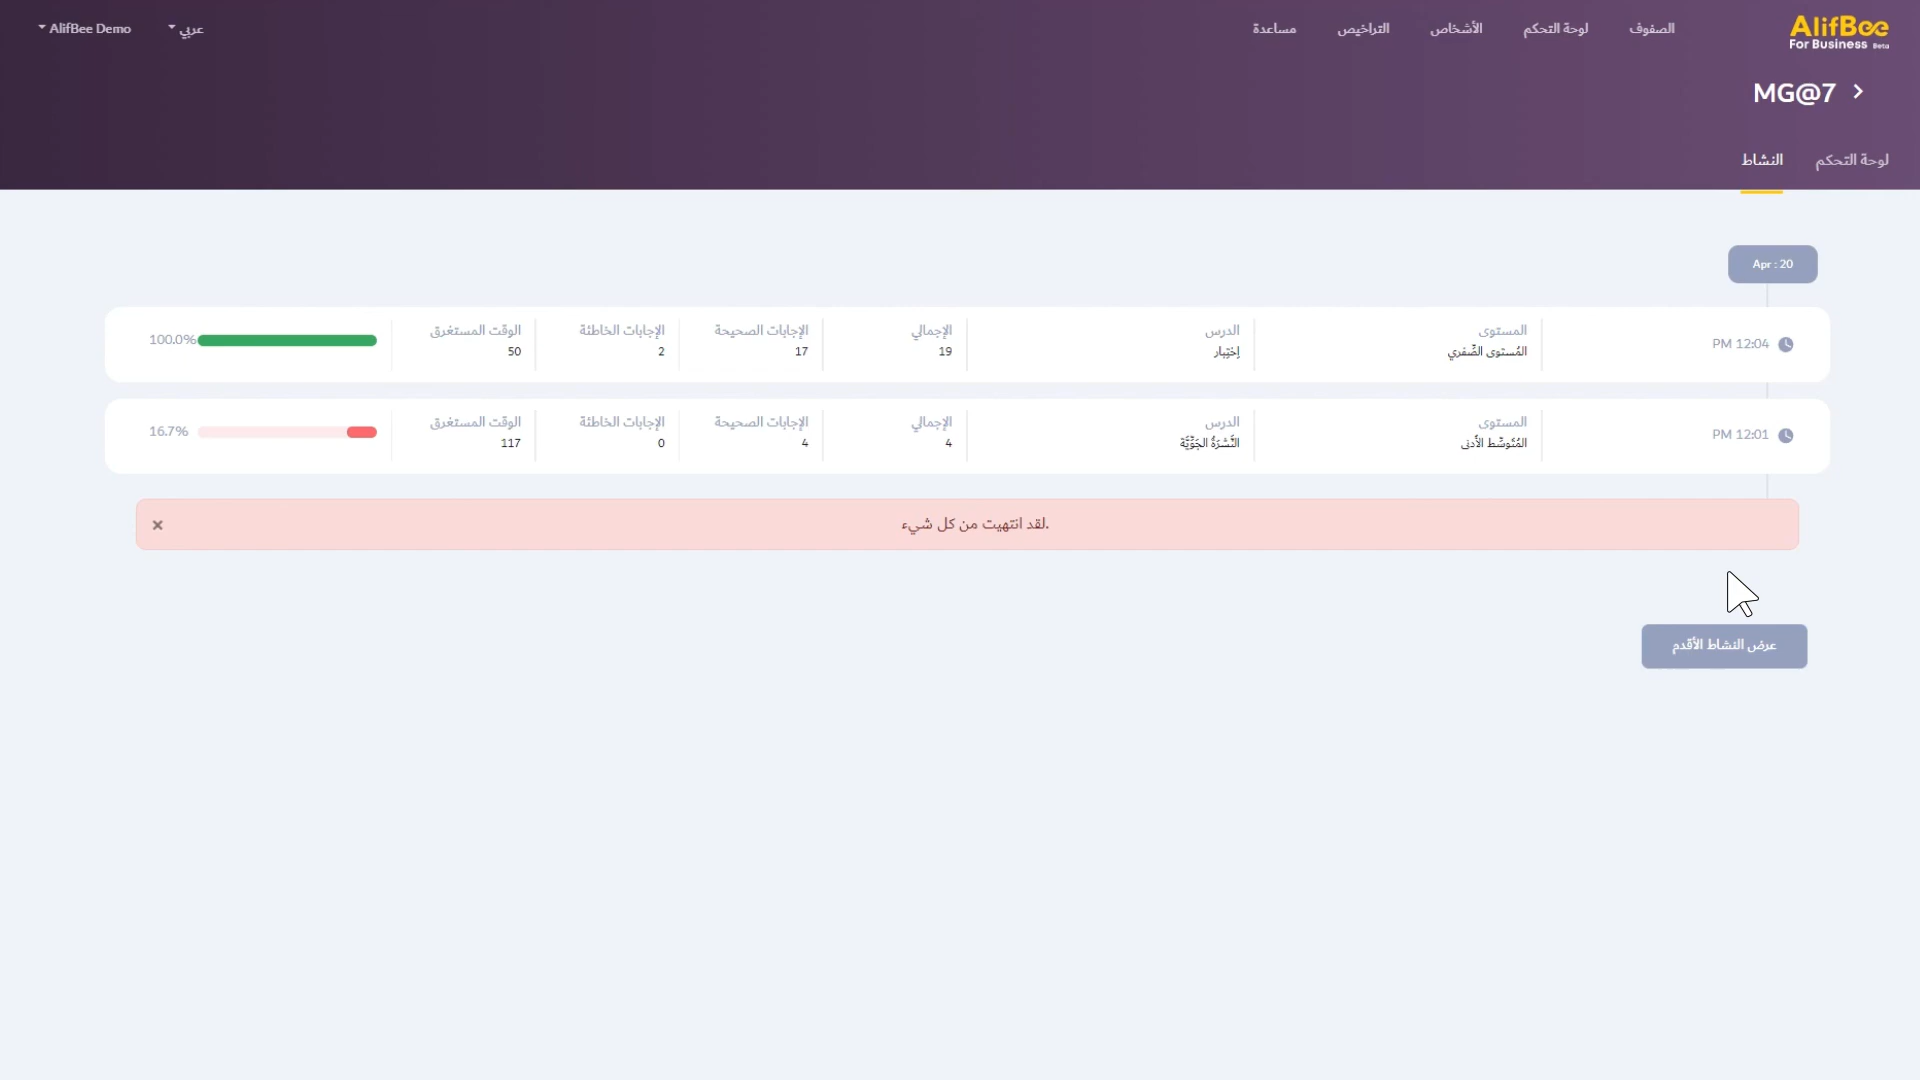 AlifBee
For Business Beta
الصفوف
لوحة التحكم
الأشخاص
التراخيص
مساعدة
عربي
AlifBee Demo
MG@7
لوحة التحكم
النشاط
Apr : 20
PM 12:04
المستوى
المُستوى الصِّفري
الدرس
إختِبار
الإجمالي
19
الإجابات الصحيحة
17
الإجابات الخاطئة
2
الوقت المستغرق
50
100.0%
PM 12:01
المستوى
المُتَوسِّط الأَدنى
الدرس
النَّشرَةُ الجَوِّيَّة
الإجمالي
4
الإجابات الصحيحة
4
الإجابات الخاطئة
0
الوقت المستغرق
117
16.7%
.لقد انتهيت من كل شيء
×
عرض النشاط الأقدم